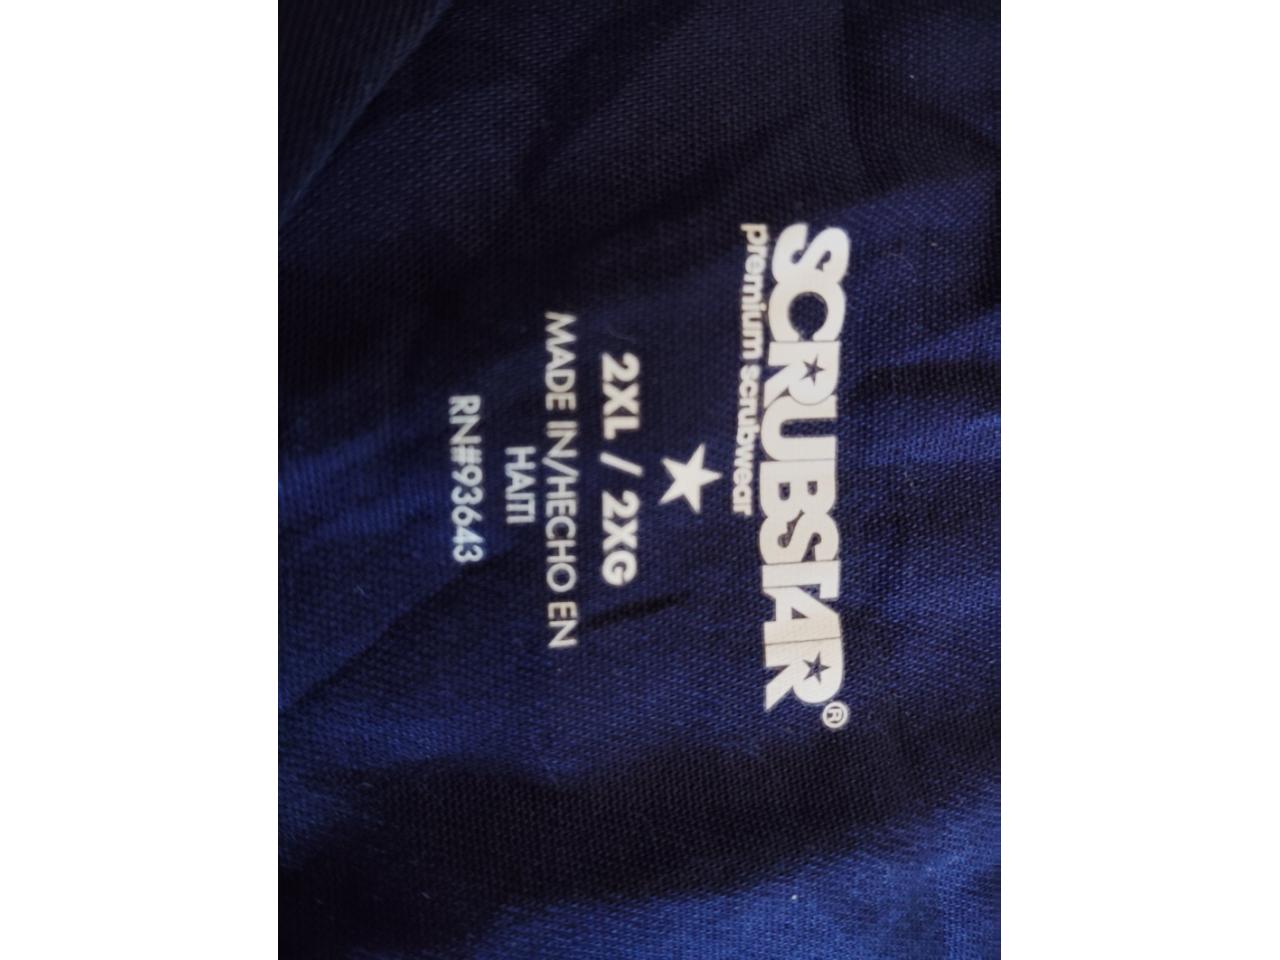 SCRUBSTAR®
premium scrubwear
2XL / 2XG
MADE IN/HECHO EN
HAITI
RN#93643